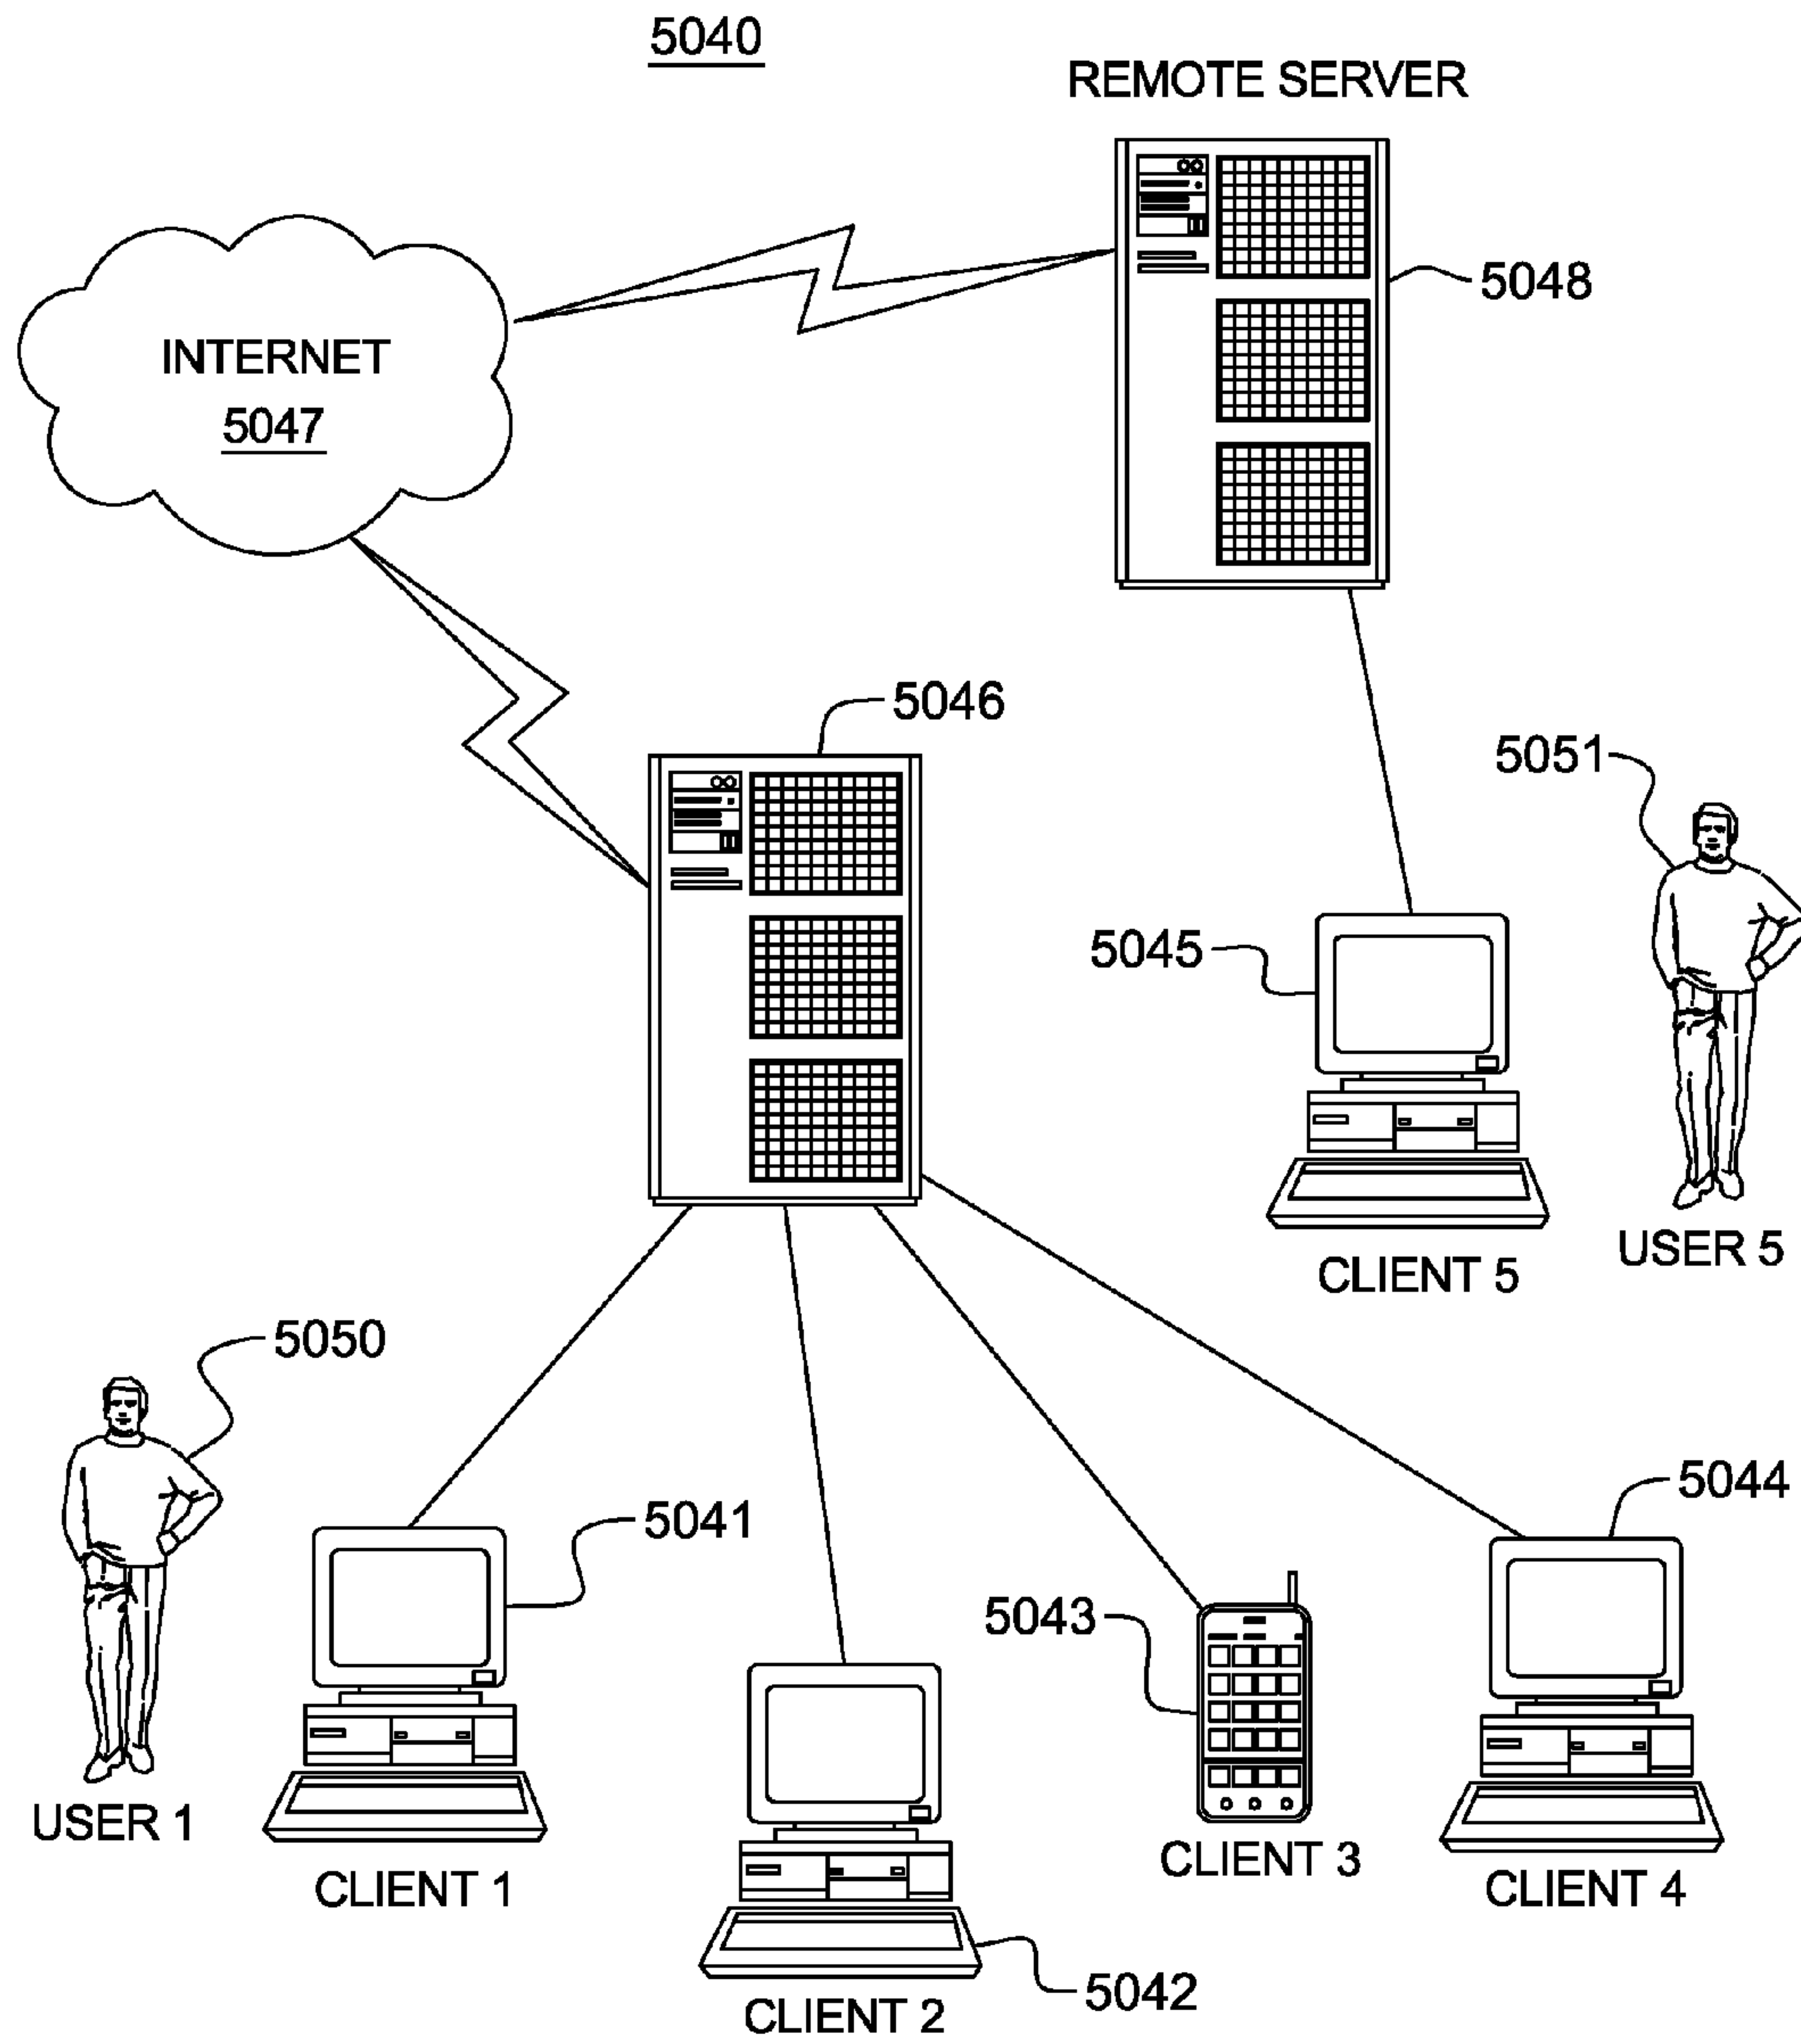 5040
REMOTE SERVER
5048
INTERNET
5047
5046
5051
5045
USER 5
CLIENT 5
5050
5044
5041
5043
USER 1
CLIENT 1
CLIENT 3
CLIENT 4
5042
CLIENT 2